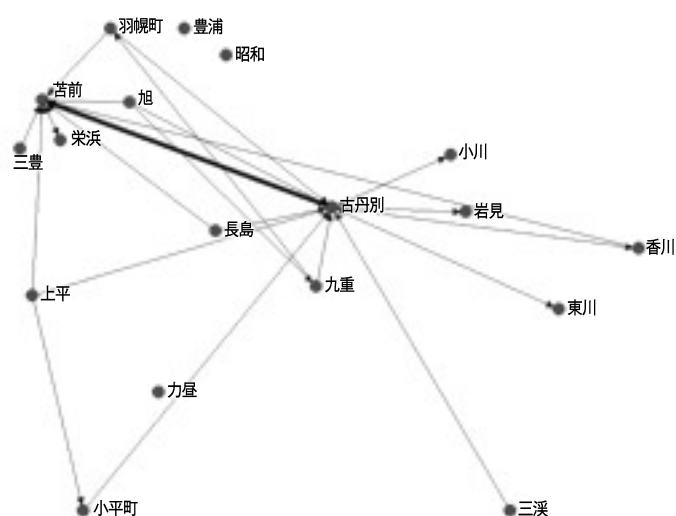 羽幌町
豊浦
昭和
苫前
旭
栄浜
三豊
小川
古丹別
岩見
長島
香川
九重
上平
東川
力昼
小平町
三渓